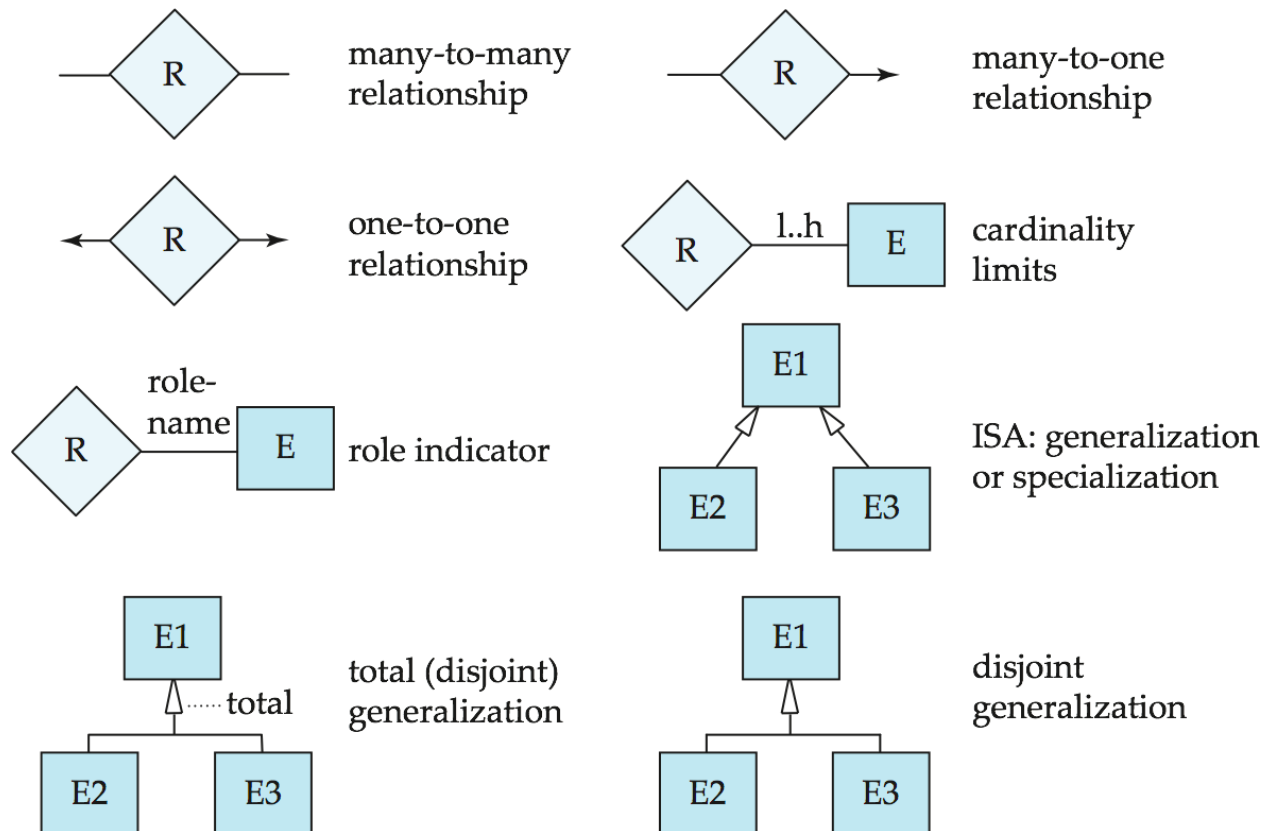 R
many-to-many
relationship
R
many-to-one
relationship
R
one-to-one
relationship
R
l..h
E
cardinality
limits
R
role-
name
E
role indicator
E1
E2
E3
ISA: generalization
or specialization
E1
total
E2
E3
total (disjoint)
generalization
E1
E2
E3
disjoint
generalization